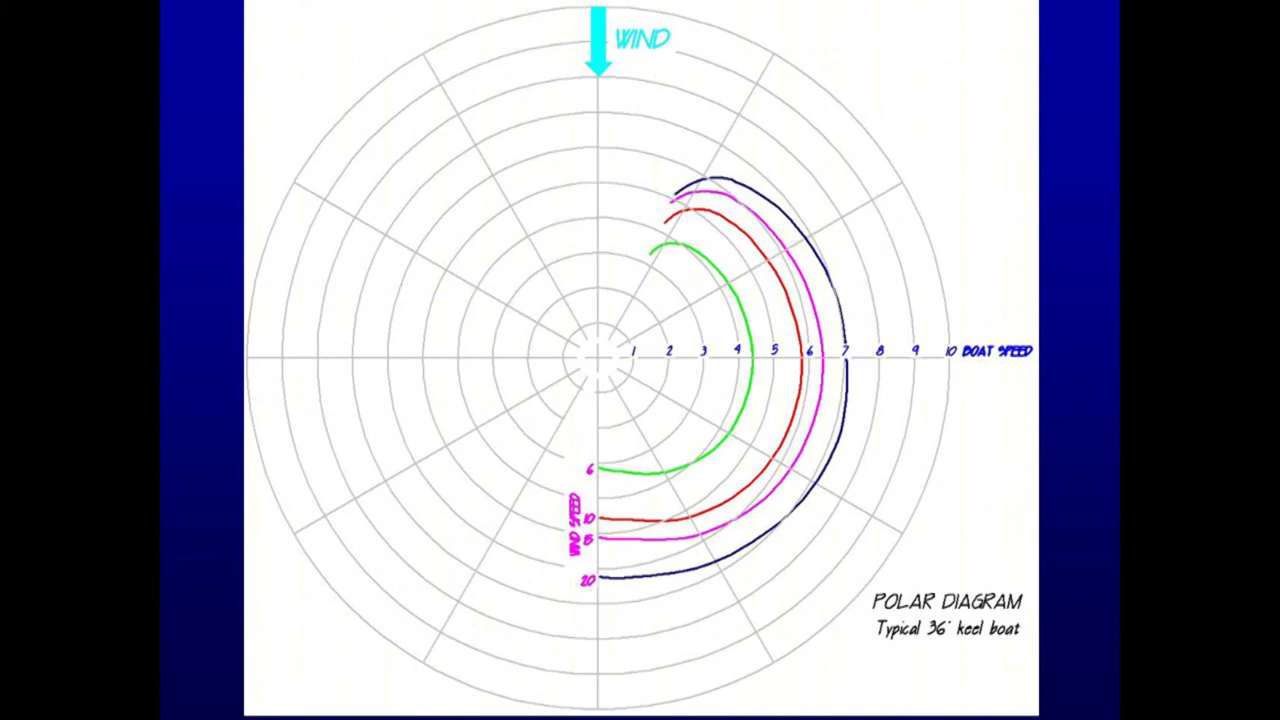 WIND
1 2 3 4 5 6 7 8 9 10 BOAT SPEED
6
10
15
20
WIND SPEED
POLAR DIAGRAM
Typical 36' keel boat